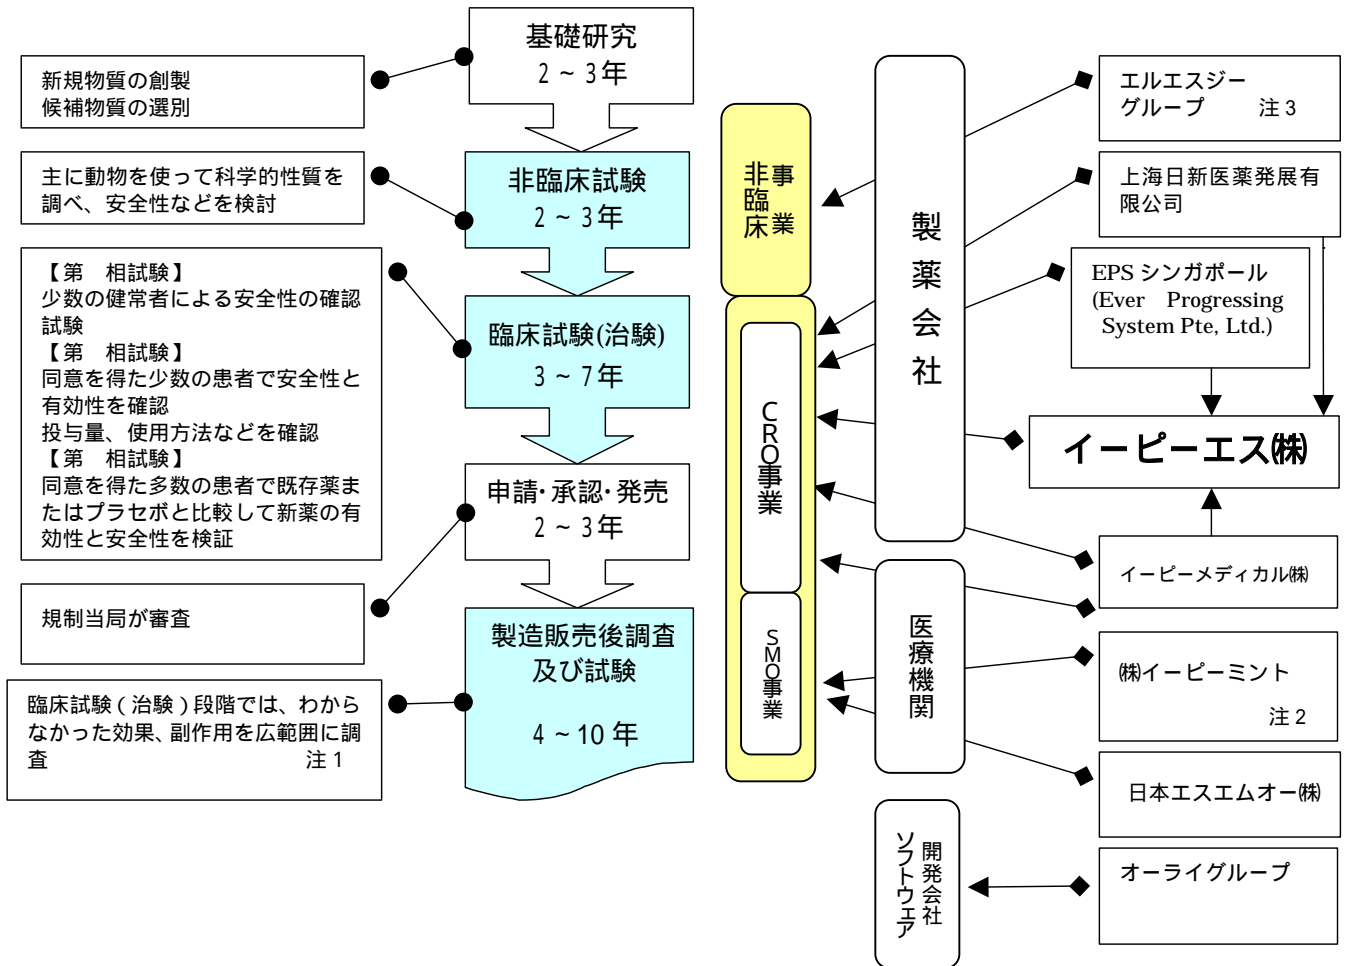 基礎研究
2 ~ 3年
新規物質の創製
候補物質の選別
非臨床試験
2 ~ 3年
主に動物を使って科学的性質を
調べ、安全性などを検討
臨床試験(治験)
3 ~ 7年
【第　相試験】
少数の健常者による安全性の確認
試験
【第　相試験】
同意を得た少数の患者で安全性と
有効性を確認
投与量、使用方法などを確認
【第　相試験】
同意を得た多数の患者で既存薬ま
たはプラセボと比較して新薬の有
効性と安全性を検証
申請・承認・発売
2 ~ 3年
規制当局が審査
製造販売後調査
及び試験
4 ~ 10 年
臨床試験(治験)段階では、わから
なかった効果、副作用を広範囲に調
査　注 1
非臨床
事業
CRO事業
SMO事業
製薬会社
医療機関
ソフトウェア
開発会社
エルエスジー
グループ　注 3
上海日新医薬発展有
限公司
EPS シンガポール
(Ever Progressing
System Pte, Ltd.)
イーピーエス㈱
イーピーメディカル㈱
㈱イーピーミント
注 2
日本エスエムオー㈱
オーライグループ